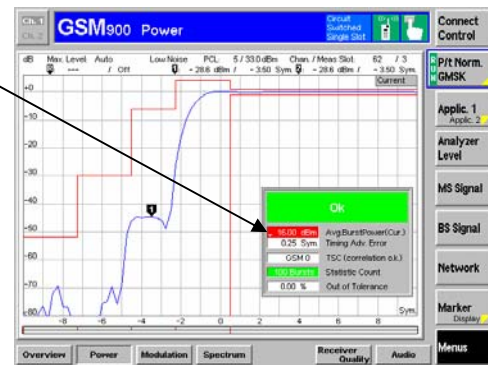 Ch. 1
Ch. 2
GSM900 Power
Circuit Switched Single Slot
Connect Control
dB Max. Level Auto Low Noise PCL: 5 / 33.0 dBm Chan. / Meas Slot: 62 / 3
--- / Off 1 - 28.6 dBm / - 3.50 Sym. - 28.6 dBm / - 3.50 Sym.
Current
+0
-10
-20
-30
-40
-50
-60
-70
1
Ok
16.00 dBm Avg.BurstPower(Cur.)
0.25 Sym. Timing Adv. Error
GSM 0 TSC (correlation o.k.)
100 Bursts Statistic Count
0.00 % Out of Tolerance
-8 -6 -4 -2 0 2 4 6 8
Sym.
P/t Norm. GMSK
Applic. 1
Applic. 2
Analyzer Level
MS Signal
BS Signal
Network
Marker
Display
Menus
Overview Power Modulation Spectrum Receiver Quality Audio